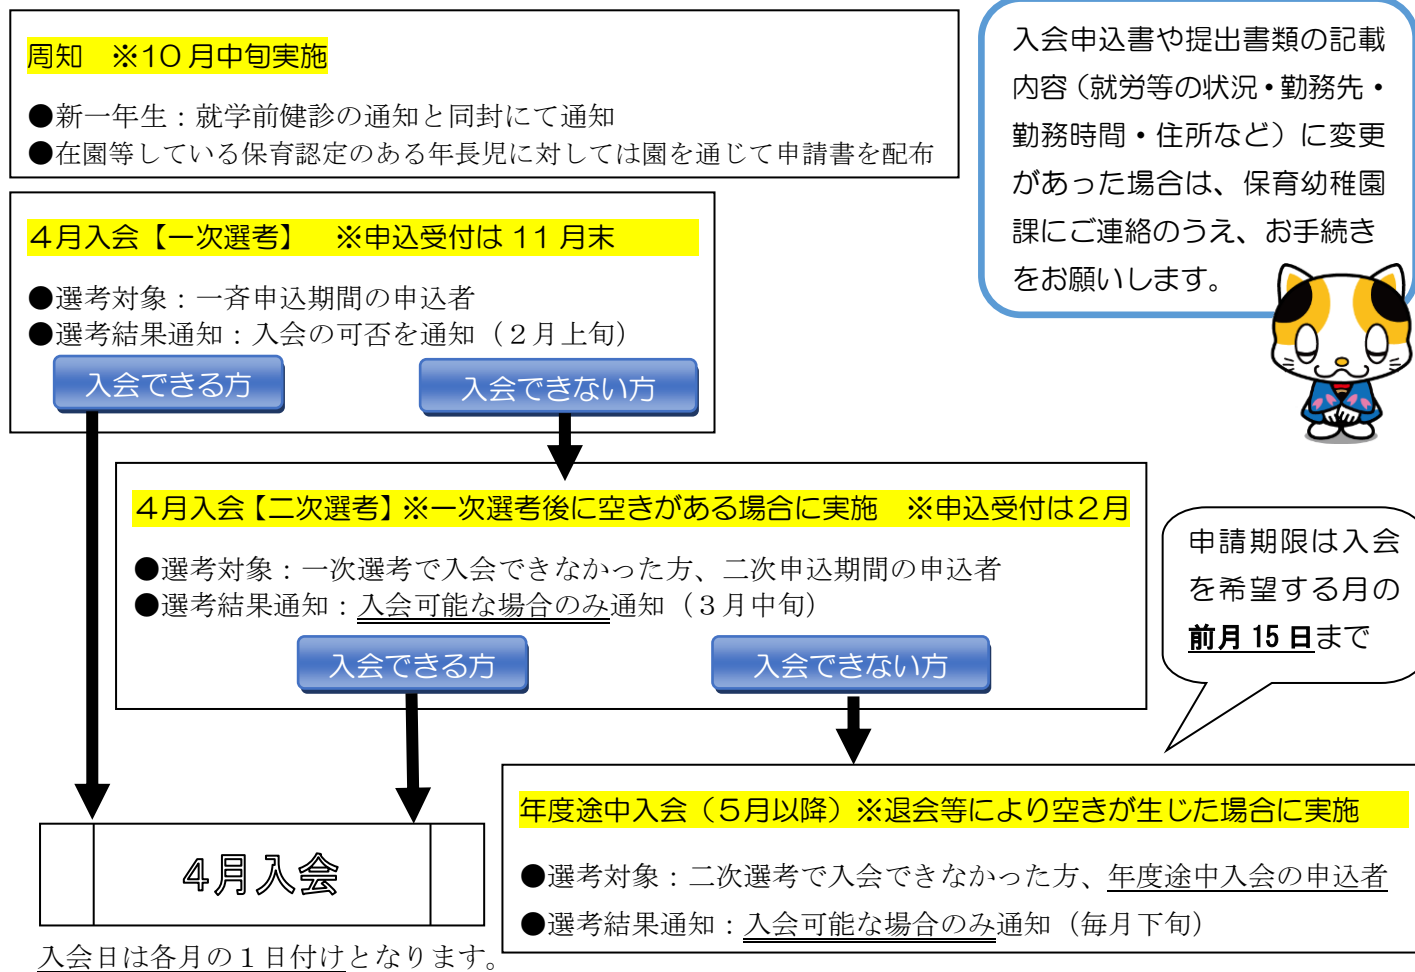 周知　※10月中旬実施
●新一年生：就学前健診の通知と同封にて通知
●在園等している保育認定のある年長児に対しては園を通じて申請書を配布
入会申込書や提出書類の記載
内容（就労等の状況・勤務先・
勤務時間・住所など）に変更
があった場合は、保育幼稚園
課にご連絡のうえ、お手続き
をお願いします。
４月入会【一次選考】　※申込受付は 11 月末
●選考対象：一斉申込期間の申込者
●選考結果通知：入会の可否を通知（２月上旬）
入会できる方
入会できない方
４月入会【二次選考】※一次選考後に空きがある場合に実施　※申込受付は２月
●選考対象：一次選考で入会できなかった方、二次申込期間の申込者
●選考結果通知：入会可能な場合のみ通知（３月中旬）
入会できる方
入会できない方
申請期限は入会
を希望する月の
前月 15 日まで
年度途中入会（５月以降）※退会等により空きが生じた場合に実施
●選考対象：二次選考で入会できなかった方、年度途中入会の申込者
●選考結果通知：入会可能な場合のみ通知（毎月下旬）
４月入会
入会日は各月の１日付けとなります。